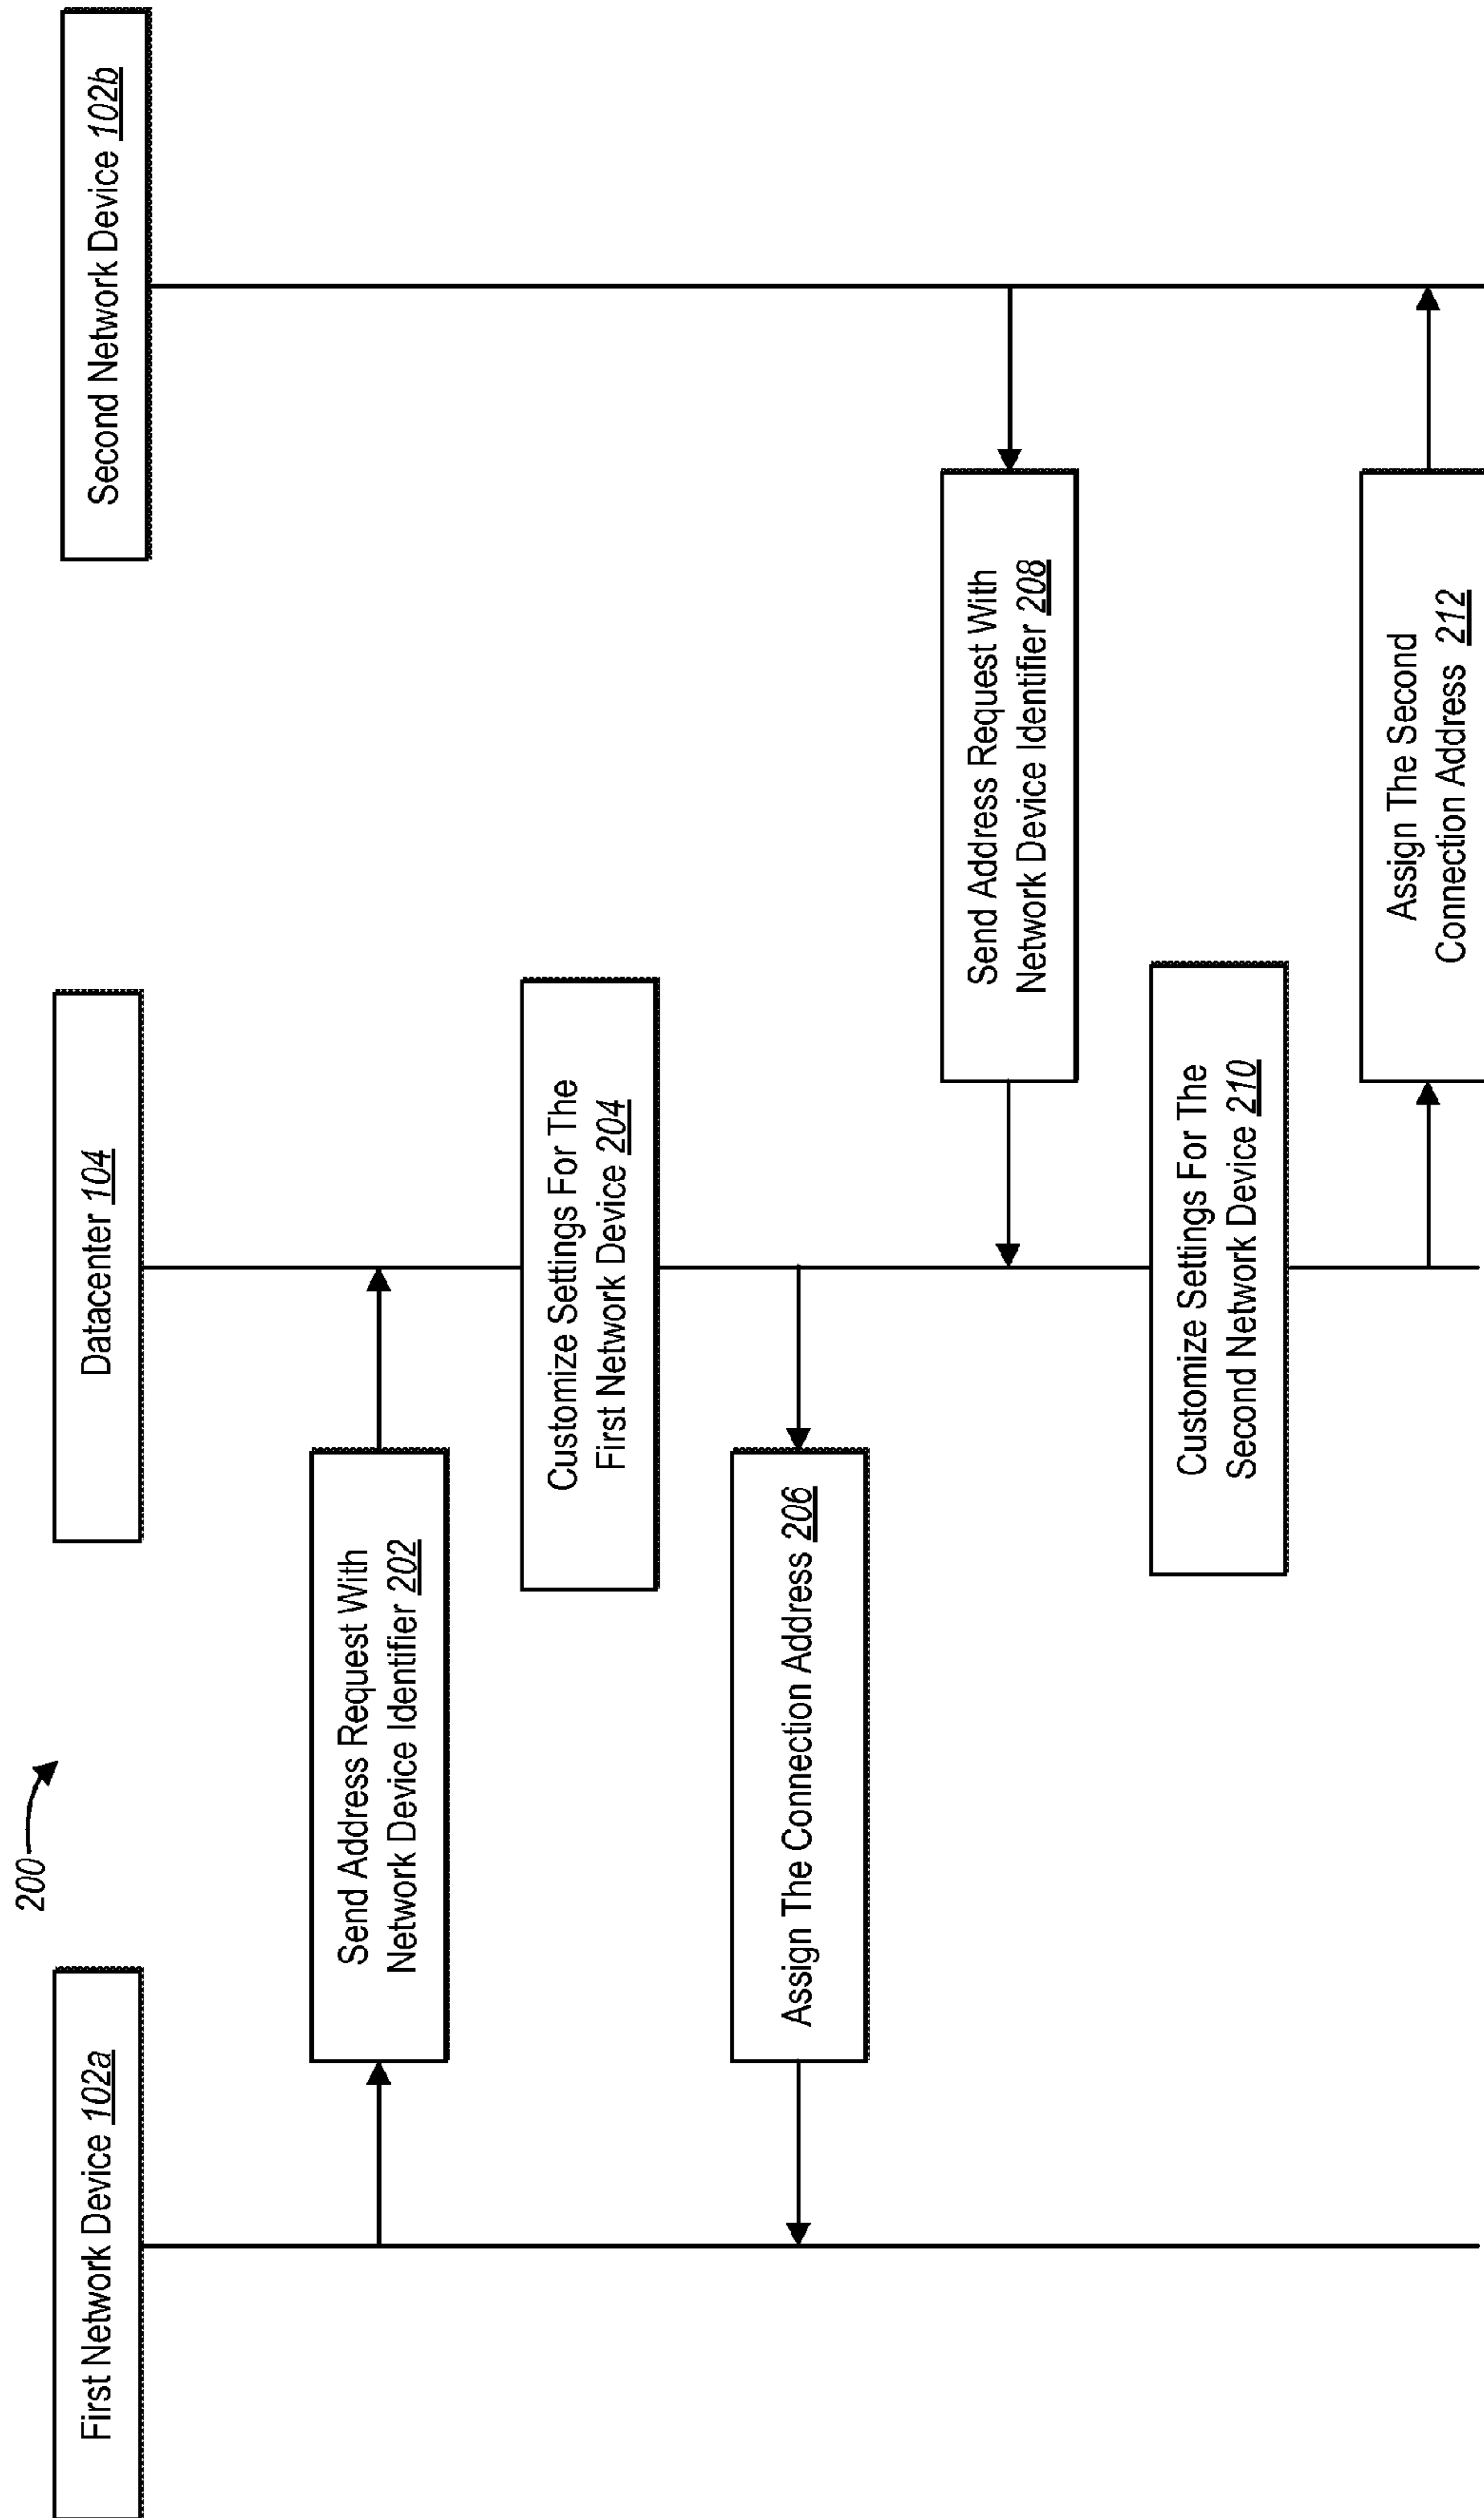 200
First Network Device 102a
Datacenter 104
Second Network Device 102b
Send Address Request With
Network Device Identifier 202
Customize Settings For The
First Network Device 204
Assign The Connection Address 206
Send Address Request With
Network Device Identifier 208
Customize Settings For The
Second Network Device 210
Assign The Second
Connection Address 212